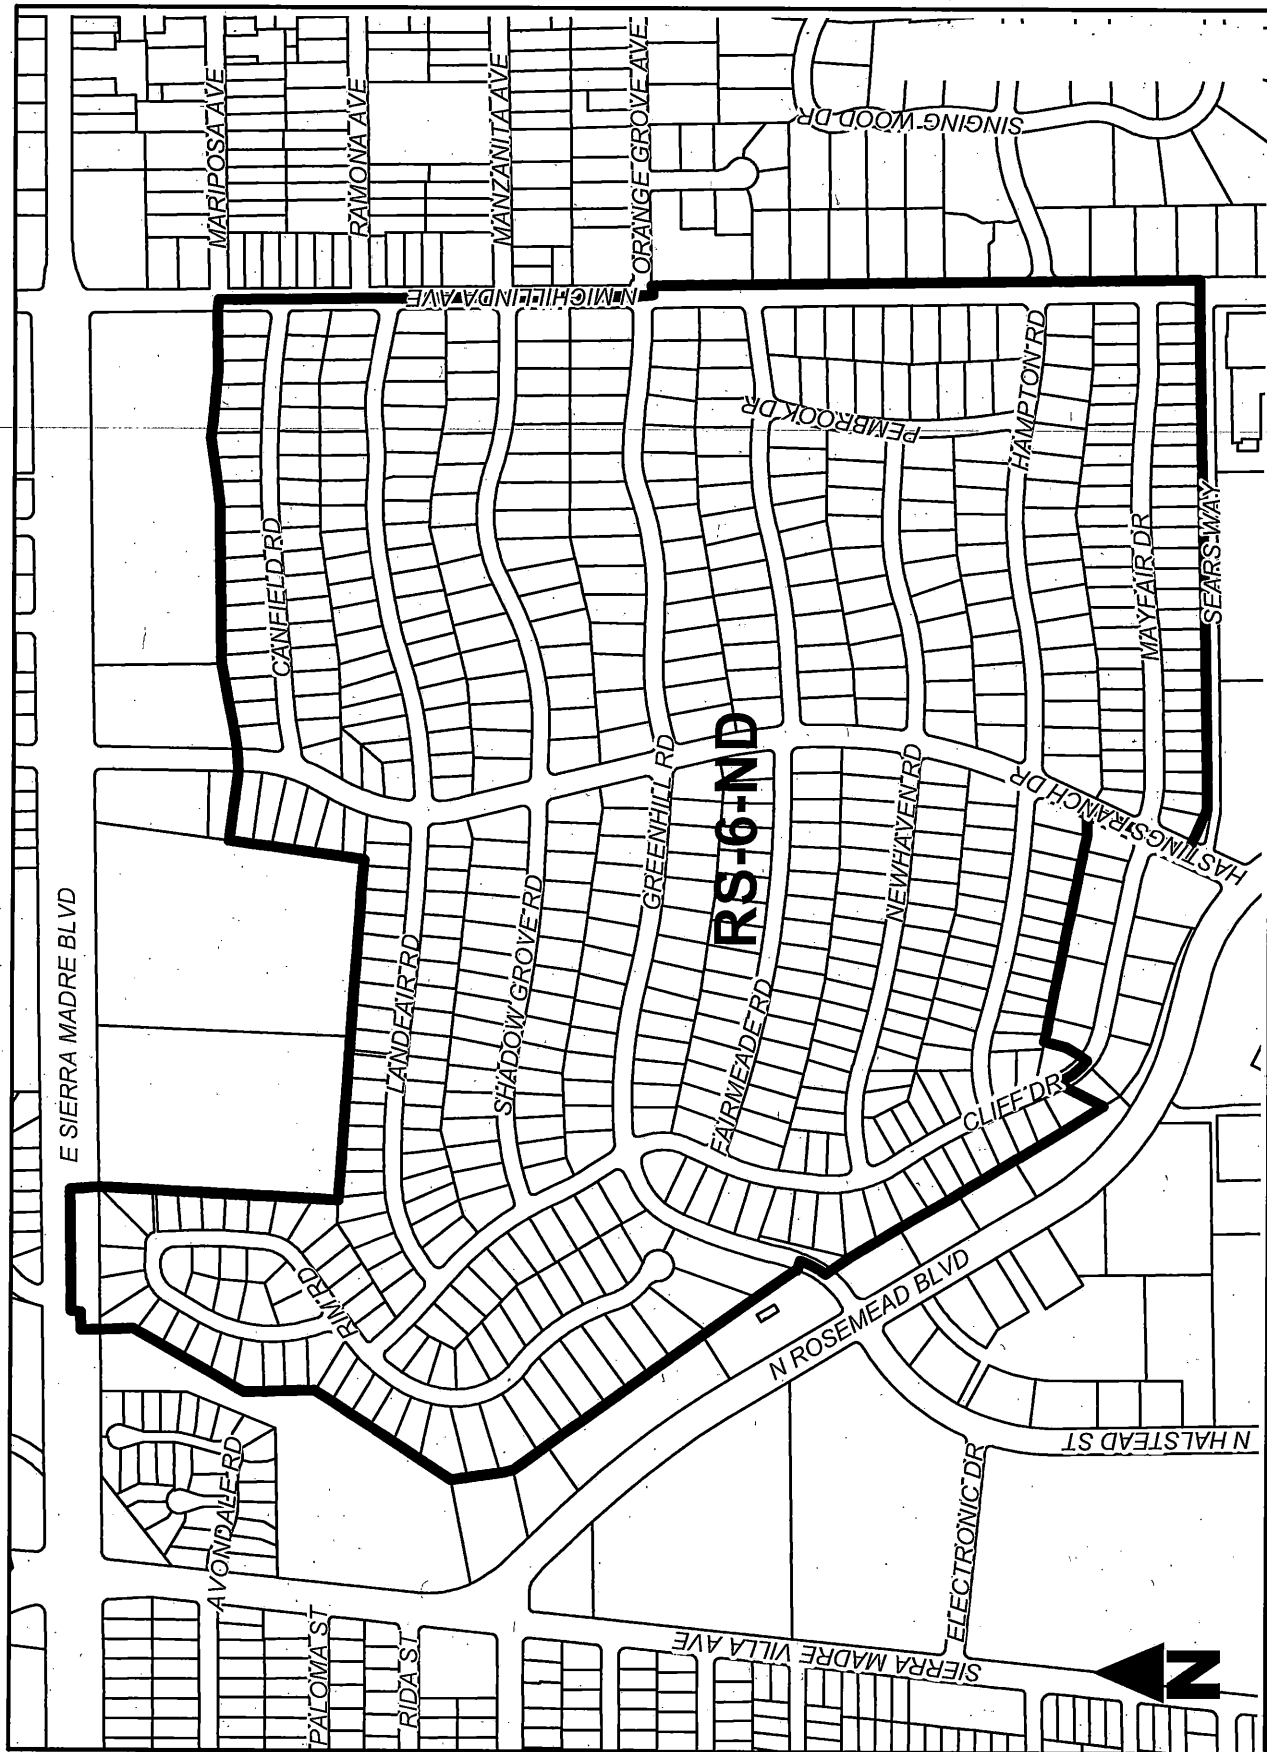 MARIPOSA AVE
RAMONA AVE
MANZANITA AVE
ORANGE GROVE AVE
SINGING WOOD DR
N MICHILLINDA AVE
PEMBROOK DR
HAMPTON RD
CANFIELD RD
MAYFAIR DR
SEARS WAY
E SIERRA MADRE BLVD
LANDFAIR RD
SHADOW GROVE RD
GREENHILL RD
RS-6-ND
FAIRMEADE RD
NEWHAVEN RD
HASTINGS RANCH DR
CLIFF DR
RIM RD
N ROSEMEAD BLVD
AVONDALE RD
PALOMA ST
RIDA ST
SIERRA MADRE VILLA AVE
ELECTRONIC DR
N HALSTEAD ST
N